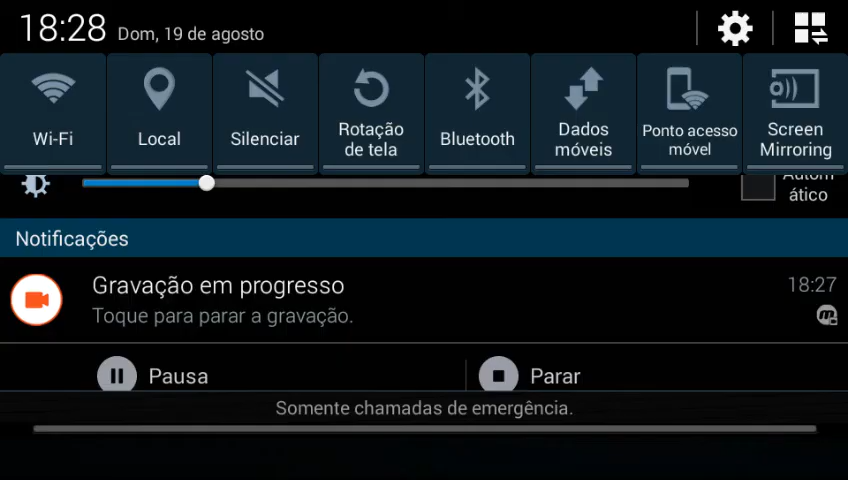 18:28 Dom, 19 de agosto
Wi-Fi
Local
Silenciar
Rotação
de tela
Bluetooth
Dados
móveis
Ponto acesso
móvel
Screen
Mirroring
Autom
ático
Notificações
Gravação em progresso
18:27
Toque para parar a gravação.
Pausa
Parar
Somente chamadas de emergência.